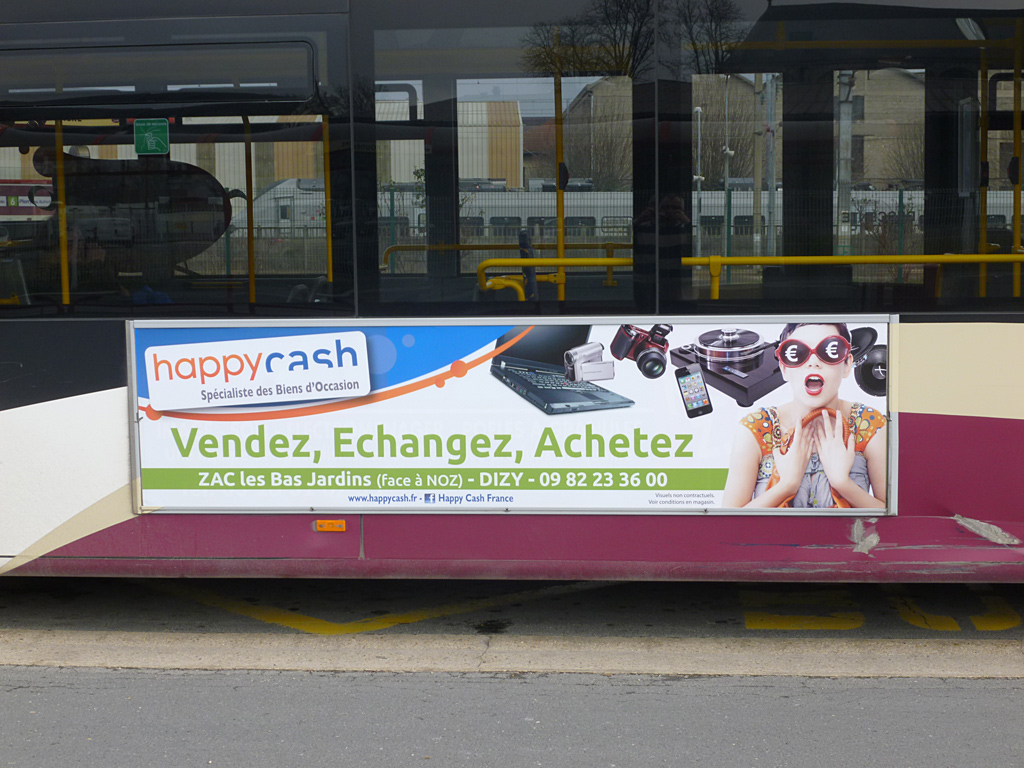 happycash
Spécialiste des Biens d'Occasion
Vendez, Echangez, Achetez
ZAC les Bas Jardins (face à NOZ) - DIZY - 09 82 23 36 00
www.happycash.fr - f Happy Cash France
Visuels non contractuels.
Voir conditions en magasin.
€ €